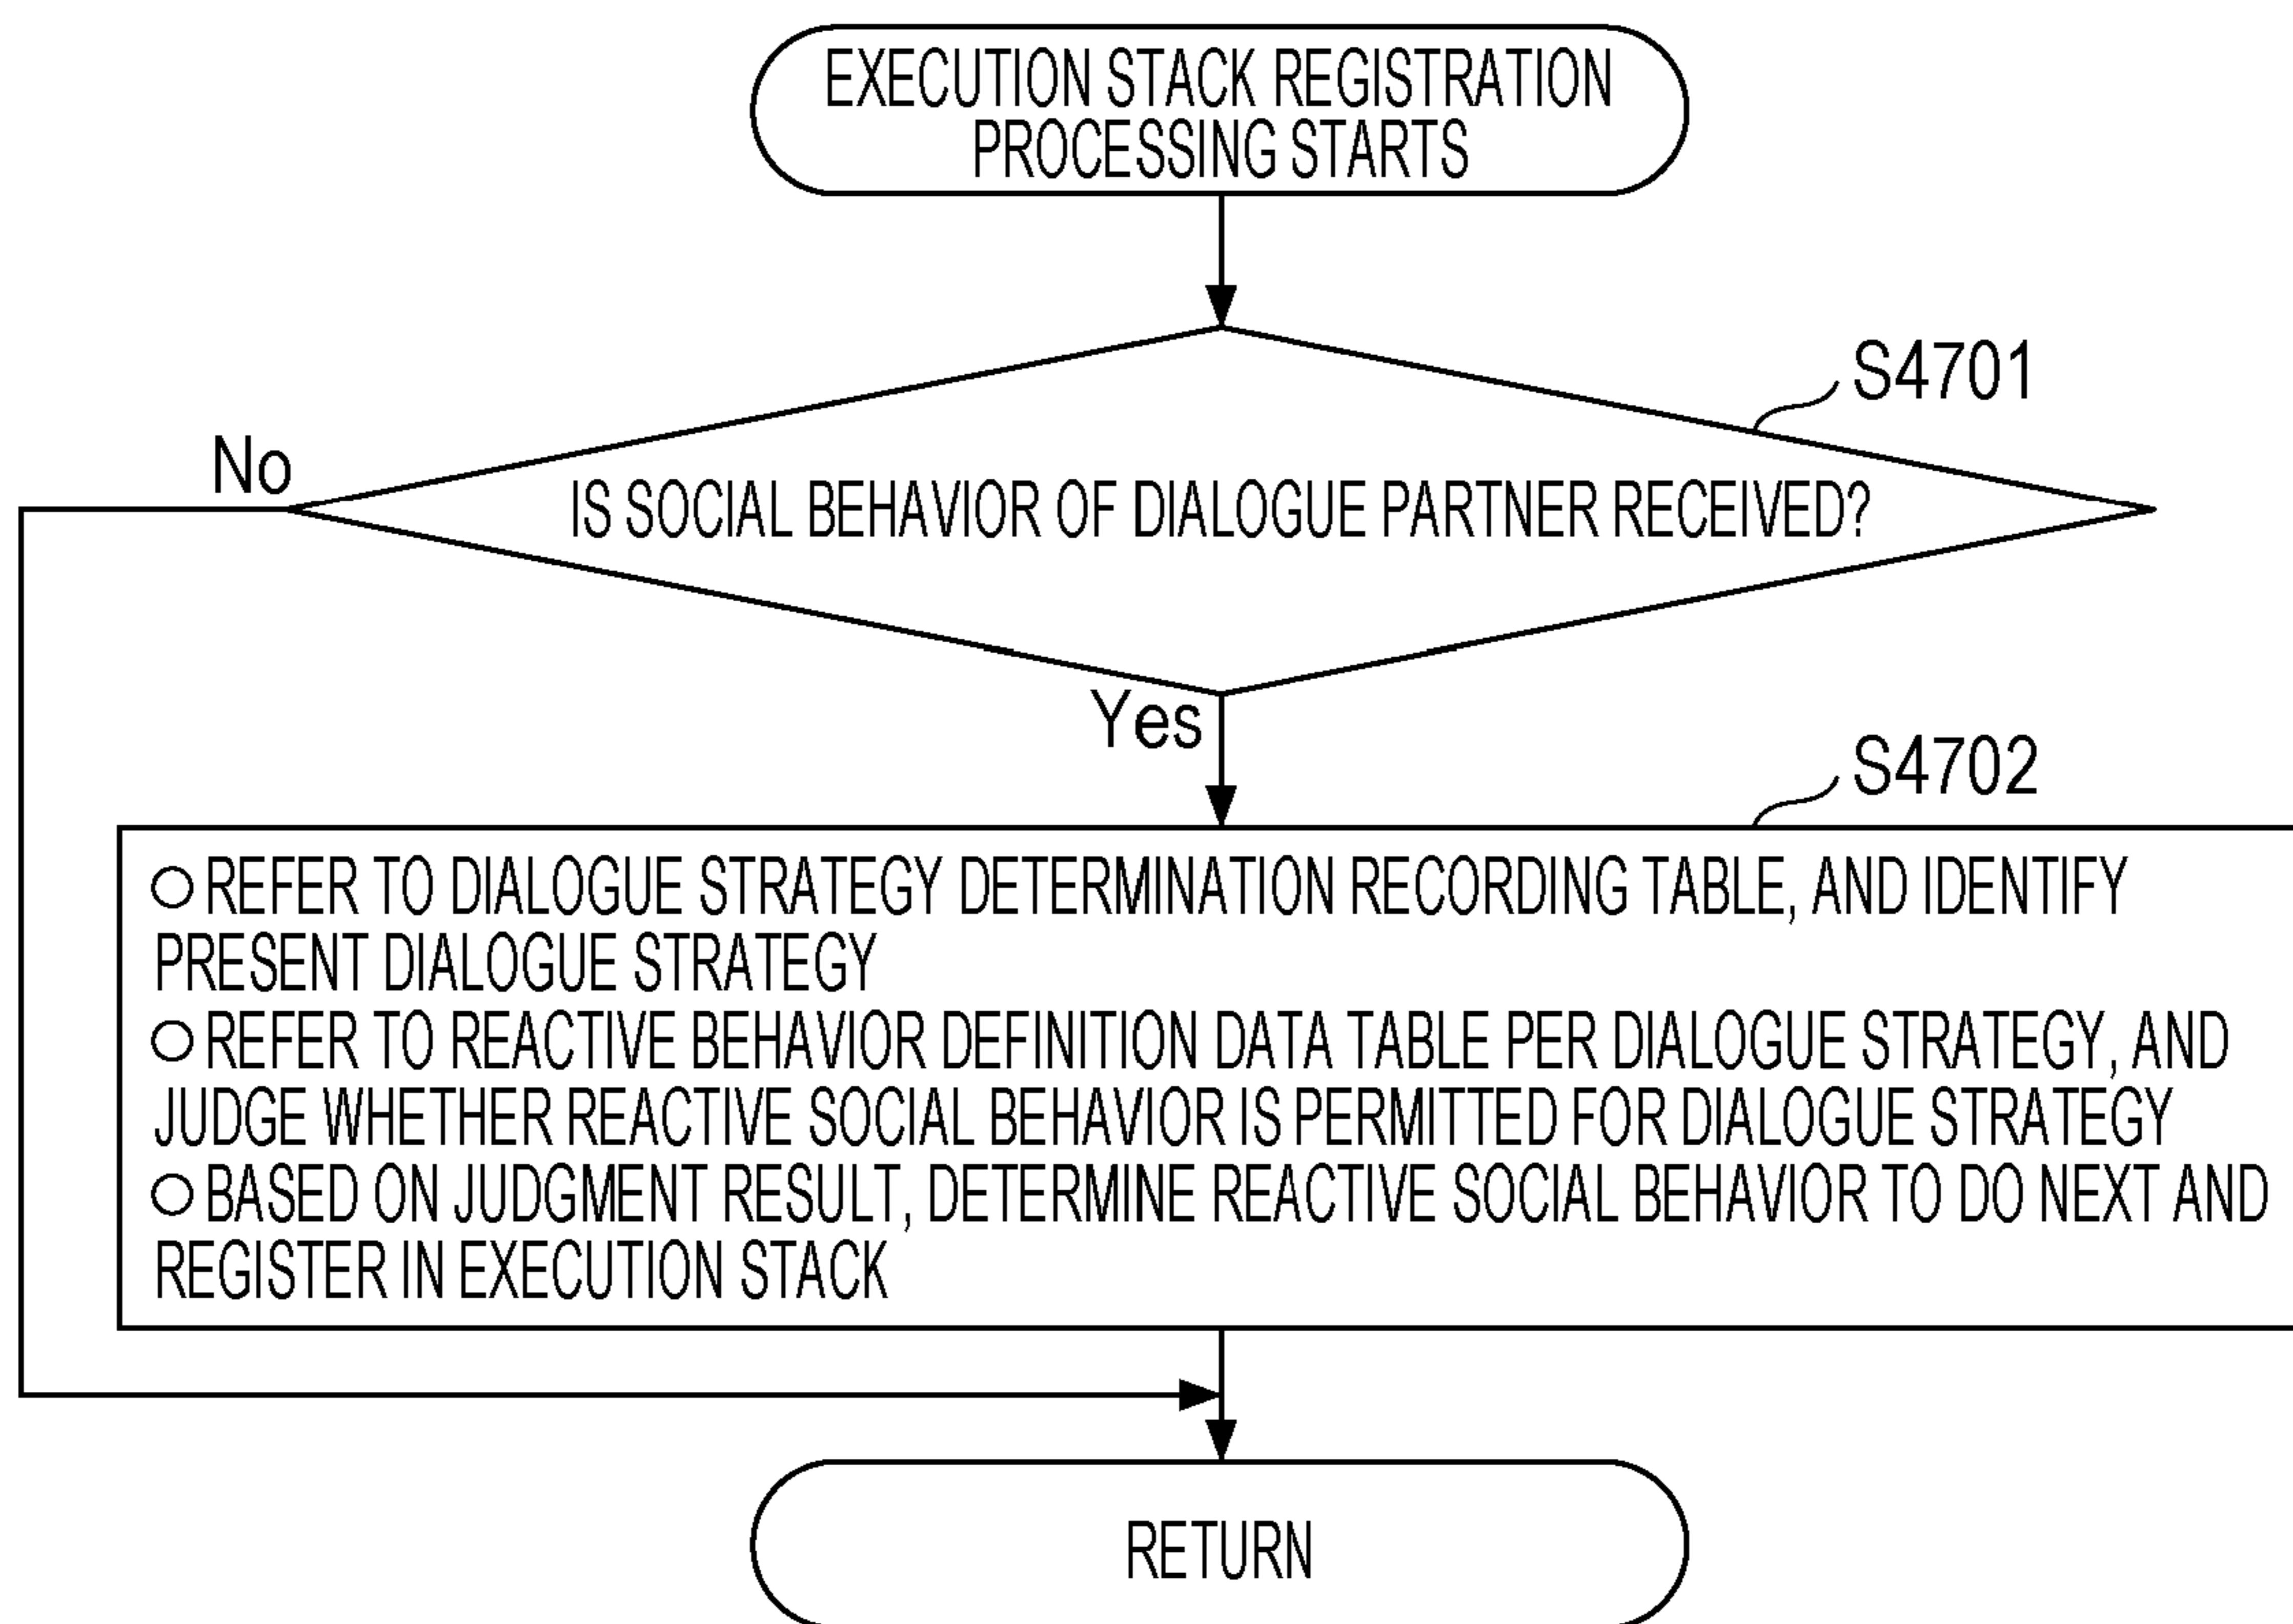 EXECUTION STACK REGISTRATION
PROCESSING STARTS
S4701
No
IS SOCIAL BEHAVIOR OF DIALOGUE PARTNER RECEIVED?
Yes
S4702
○ REFER TO DIALOGUE STRATEGY DETERMINATION RECORDING TABLE, AND IDENTIFY
PRESENT DIALOGUE STRATEGY
○ REFER TO REACTIVE BEHAVIOR DEFINITION DATA TABLE PER DIALOGUE STRATEGY, AND
JUDGE WHETHER REACTIVE SOCIAL BEHAVIOR IS PERMITTED FOR DIALOGUE STRATEGY
○ BASED ON JUDGMENT RESULT, DETERMINE REACTIVE SOCIAL BEHAVIOR TO DO NEXT AND
REGISTER IN EXECUTION STACK
RETURN